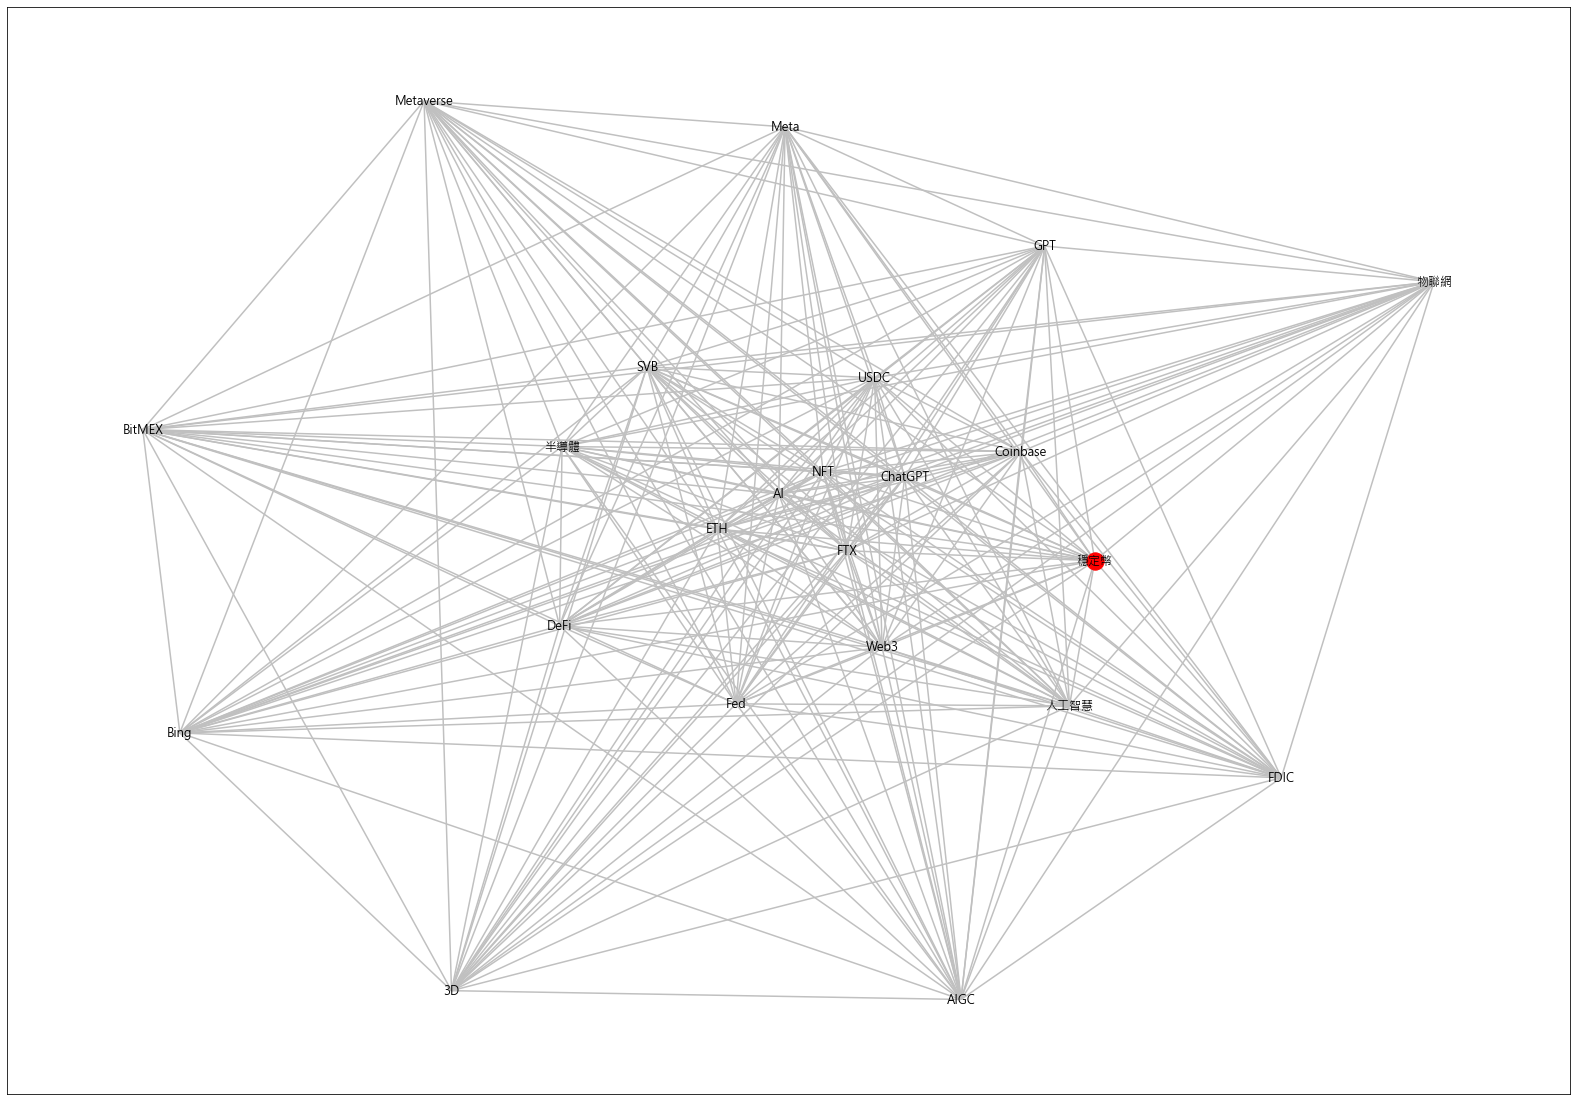 Metaverse
Meta
GPT
物聯網
SVB
USDC
BitMEX
半導體
Coinbase
NFT
ChatGPT
AI
ETH
FTX
穩定幣
DeFi
Web3
Fed
人工智慧
Bing
FDIC
3D
AIGC